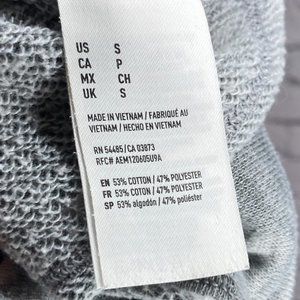 US S
CA P
MX CH
UK S
MADE IN VIETNAM / FABRIQUÉ AU
VIETNAM / HECHO EN VIETNAM
RN 54485/CA 03873
RFC# AEM120605U9A
EN 53% COTTON / 47% POLYESTER
FR 53% COTON / 47% POLYESTER
SP 53% algodón / 47% poliéster